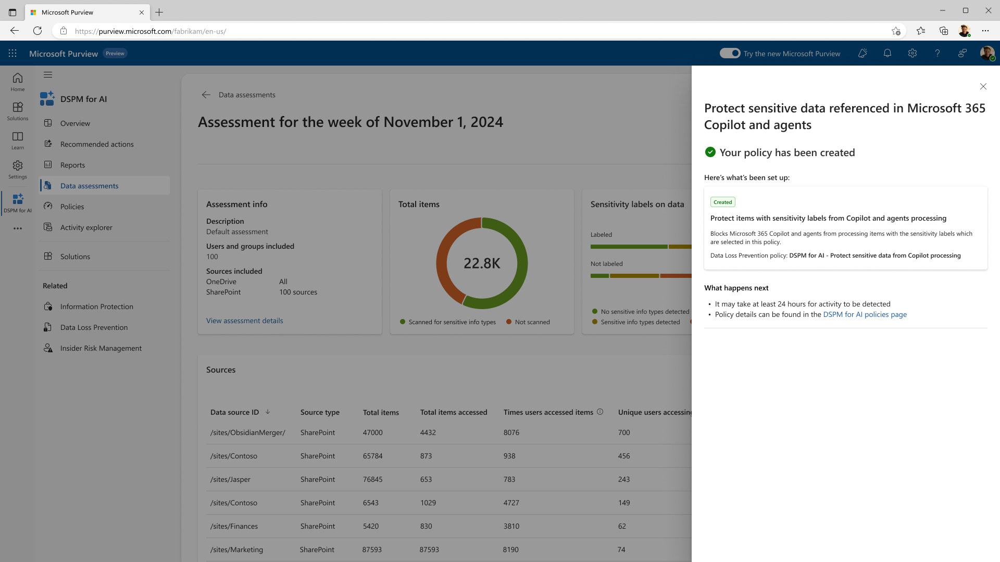 Microsoft Purview
https://purview.microsoft.com/fabrikam/en-us/
Microsoft Purview Preview
Try the new Microsoft Purview
Home
Solutions
Learn
Settings
DSPM for AI
DSPM for AI
Overview
Recommended actions
Reports
Data assessments
Policies
Activity explorer
Solutions
Related
Information Protection
Data Loss Prevention
Insider Risk Management
Data assessments
Assessment for the week of November 1, 2024
Assessment info
Description
Default assessment
Users and groups included
100
Sources included
OneDrive All
SharePoint 100 sources
View assessment details
Total items
22.8K
Scanned for sensitive info types Not scanned
Sensitivity labels on data
Labeled
Not labeled
No sensitive info types detected
Sensitive info types detected
Sources
Data source ID Source type Total items Total items accessed Times users accessed items Unique users accessing
/sites/ObsidianMerger/ SharePoint 47000 4432 8076 700
/sites/Contoso SharePoint 65784 873 938 456
/sites/Jasper SharePoint 76845 653 783 243
/sites/Contoso SharePoint 6543 1029 4727 149
/sites/Finances SharePoint 5420 830 3810 62
/sites/Marketing SharePoint 87593 87593 8190 74
Protect sensitive data referenced in Microsoft 365
Copilot and agents
Your policy has been created
Here's what's been set up:
Created
Protect items with sensitivity labels from Copilot and agents processing
Blocks Microsoft 365 Copilot and agents from processing items with the sensitivity labels which
are selected in this policy.
Data Loss Prevention policy: DSPM for AI - Protect sensitive data from Copilot processing
What happens next
• It may take at least 24 hours for activity to be detected
• Policy details can be found in the DSPM for AI policies page